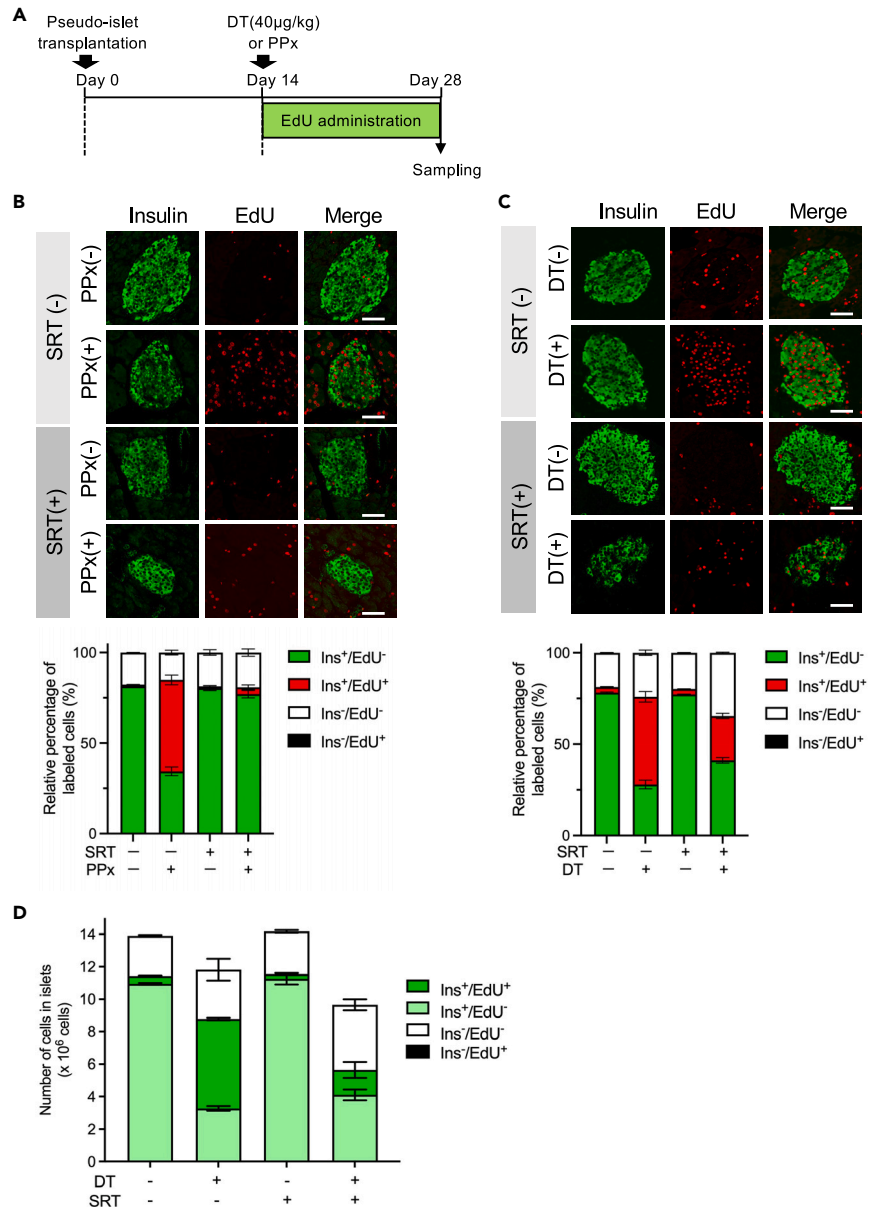 A
Pseudo-islet
transplantation
DT(40μg/kg)
or PPx
Day 0
Day 14
Day 28
EdU administration
Sampling
B
Insulin EdU Merge
SRT (-)
PPx(-)
PPx(+)
SRT(+)
PPx(-)
PPx(+)
Relative percentage of
labeled cells (%)
100
50
0
Ins⁺/EdU⁻
Ins⁺/EdU⁺
Ins⁻/EdU⁻
Ins⁻/EdU⁺
SRT — — + +
PPx — + — +
C
Insulin EdU Merge
SRT (-)
DT(-)
DT(+)
SRT(+)
DT(-)
DT(+)
Relative percentage of
labeled cells (%)
100
50
0
Ins⁺/EdU⁻
Ins⁺/EdU⁺
Ins⁻/EdU⁻
Ins⁻/EdU⁺
SRT — — + +
DT — + — +
D
Number of cells in islets
(x 10⁶ cells)
14
12
10
8
6
4
2
0
Ins⁺/EdU⁺
Ins⁺/EdU⁻
Ins⁻/EdU⁻
Ins⁻/EdU⁺
DT - + - +
SRT - - + +